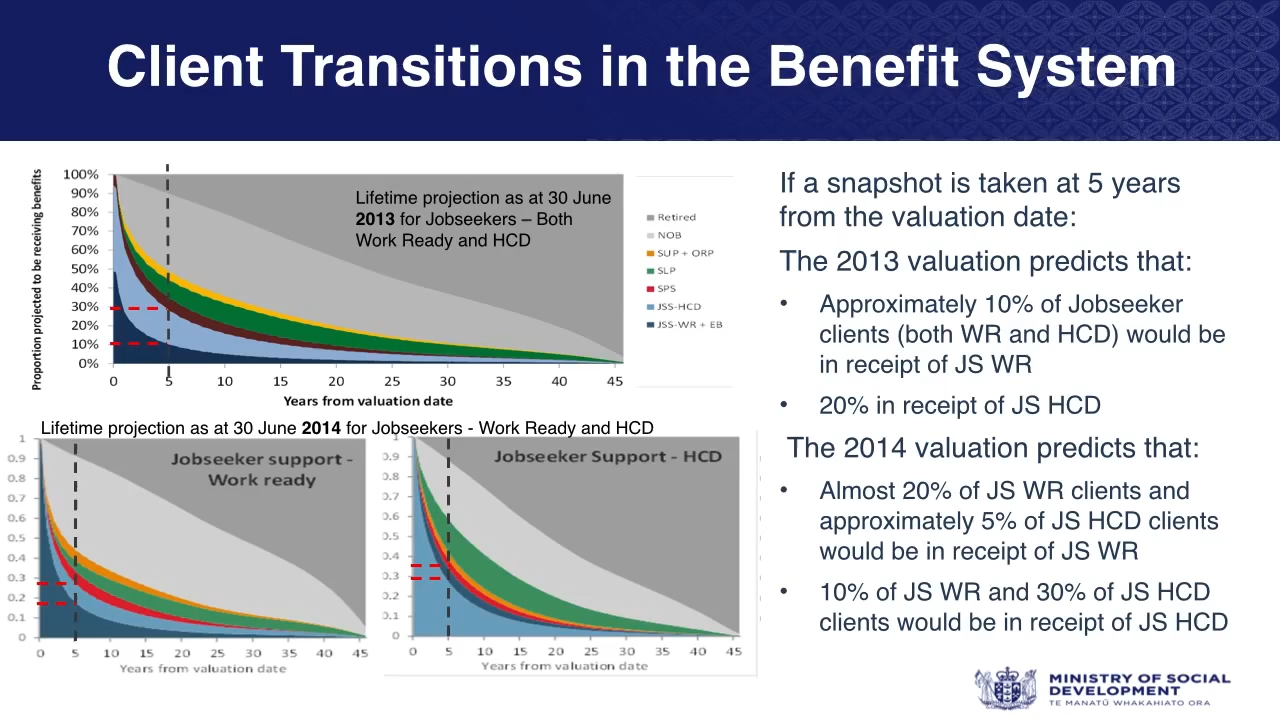 Client Transitions in the Benefit System
Proportion projected to be receiving benefits
100%
90%
80%
70%
60%
50%
40%
30%
20%
10%
0%
Lifetime projection as at 30 June
2013 for Jobseekers – Both
Work Ready and HCD
0 5 10 15 20 25 30 35 40 45
Years from valuation date
Retired
NOB
SUP + ORP
SLP
SPS
JSS-HCD
JSS-WR + EB
Lifetime projection as at 30 June 2014 for Jobseekers - Work Ready and HCD
1
0.9
0.8
0.7
0.6
0.5
0.4
0.3
0.2
0.1
0
Jobseeker support -
Work ready
0 5 10 15 20 25 30 35 40 45
Years from valuation date
1
0.9
0.8
0.7
0.6
0.5
0.4
0.3
0.2
0.1
0
Jobseeker Support - HCD
0 5 10 15 20 25 30 35 40 45
Years from valuation date
If a snapshot is taken at 5 years
from the valuation date:
The 2013 valuation predicts that:
• Approximately 10% of Jobseeker
clients (both WR and HCD) would be
in receipt of JS WR
• 20% in receipt of JS HCD
The 2014 valuation predicts that:
• Almost 20% of JS WR clients and
approximately 5% of JS HCD clients
would be in receipt of JS WR
• 10% of JS WR and 30% of JS HCD
clients would be in receipt of JS HCD
MINISTRY OF SOCIAL
DEVELOPMENT
TE MANATŪ WHAKAHIATO ORA